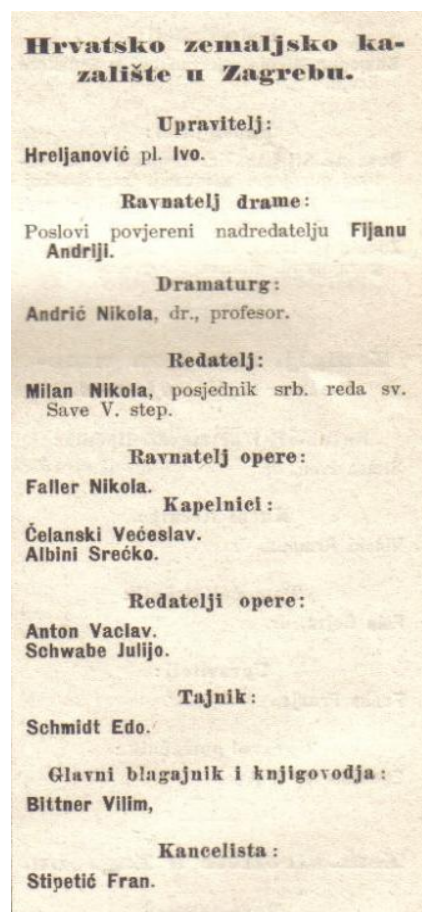 Hrvatsko zemaljsko ka-
zalište u Zagrebu.
Upravitelj:
Hreljanović pl. Ivo.
Ravnatelj drame:
Poslovi povjereni nadredatelju Fijanu
Andriji.
Dramaturg:
Andrić Nikola, dr., profesor.
Redatelj:
Milan Nikola, posjednik srb. reda sv.
Save V. step.
Ravnatelj opere:
Faller Nikola.
Kapelnici:
Čelanski Većeslav.
Albini Srećko.
Redatelji opere:
Anton Vaclav.
Schwabe Julijo.
Tajnik:
Schmidt Edo.
Glavni blagajnik i knjigovodja:
Bittner Vilim,
Kancelista:
Stipetić Fran.